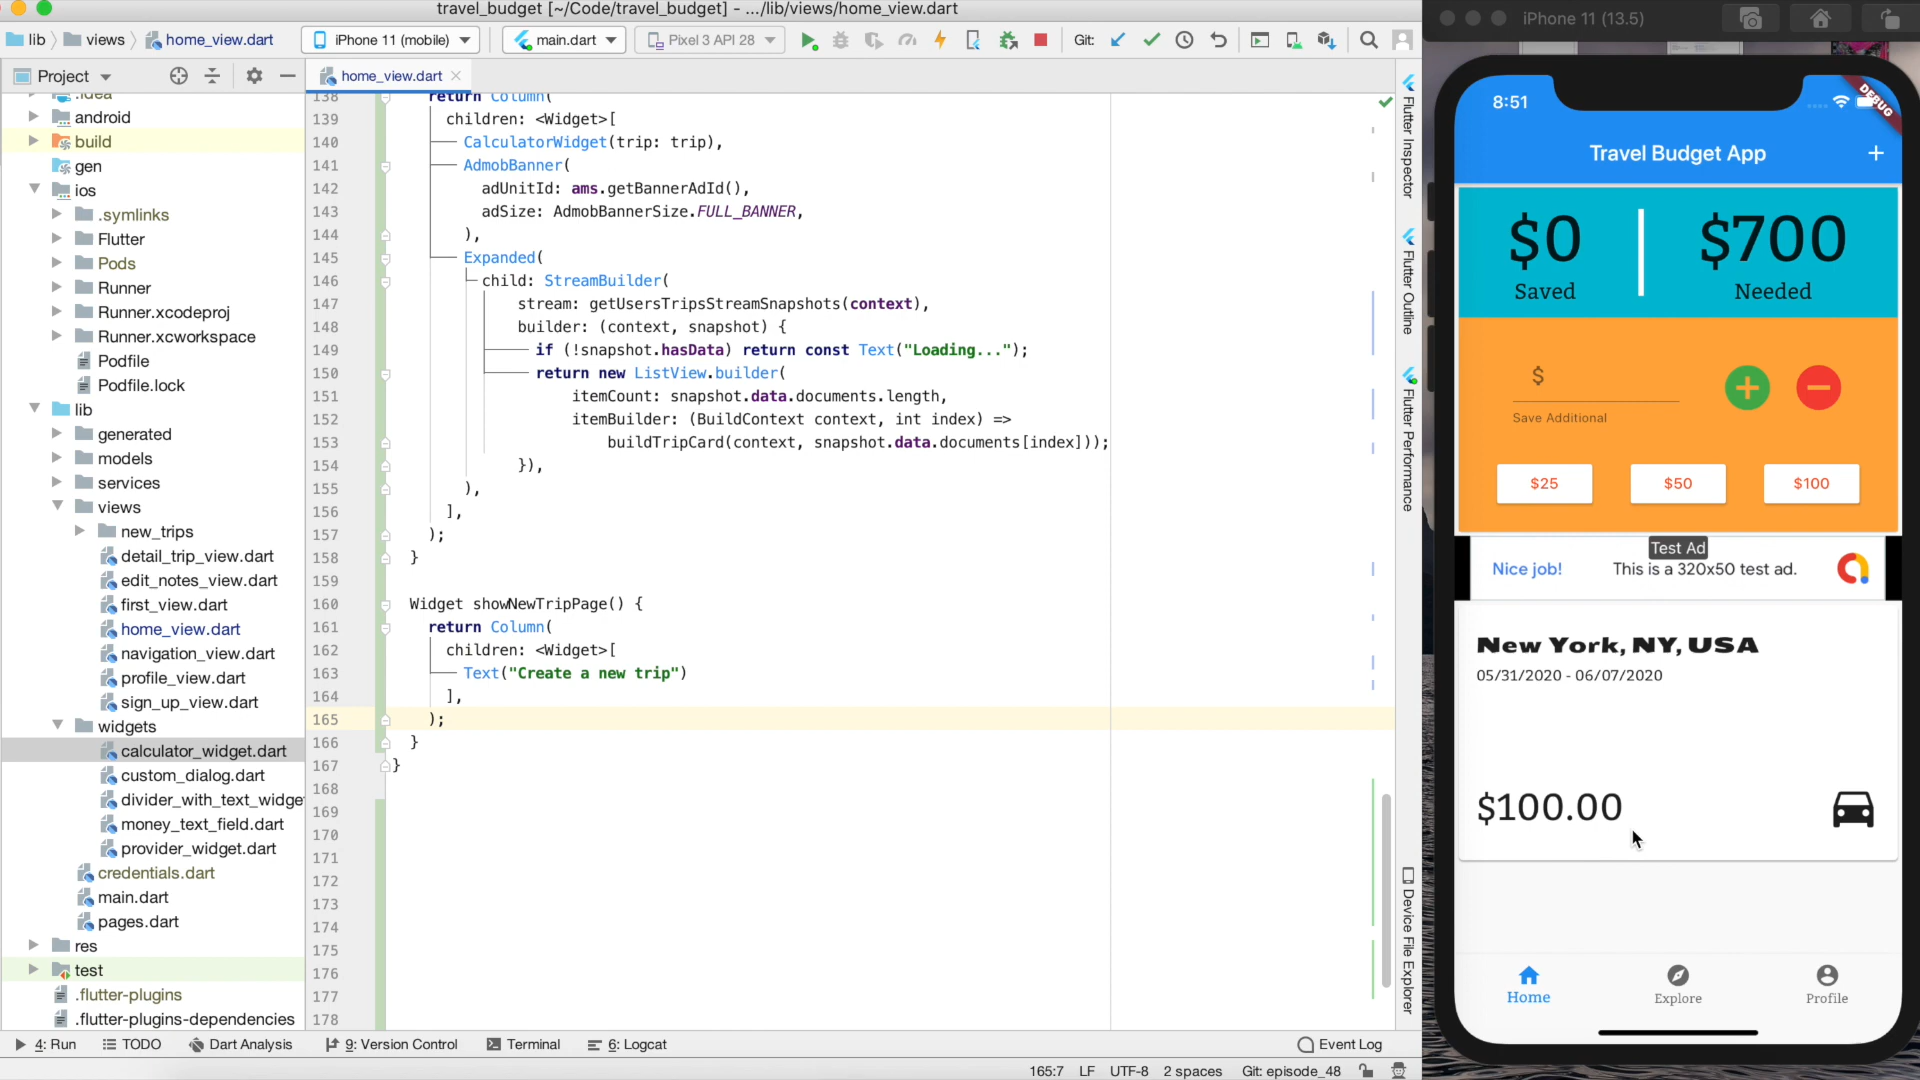 travel_budget [~/Code/travel_budget] - .../lib/views/home_view.dart
lib
views
home_view.dart
iPhone 11 (mobile)
main.dart
Pixel 3 API 28
Git:
Project
home_view.dart
.idea
android
build
gen
ios
.symlinks
Flutter
Pods
Runner
Runner.xcodeproj
Runner.xcworkspace
Podfile
Podfile.lock
lib
generated
models
services
views
new_trips
detail_trip_view.dart
edit_notes_view.dart
first_view.dart
home_view.dart
navigation_view.dart
profile_view.dart
sign_up_view.dart
widgets
calculator_widget.dart
custom_dialog.dart
divider_with_text_widge
money_text_field.dart
provider_widget.dart
credentials.dart
main.dart
pages.dart
res
test
.flutter-plugins
.flutter-plugins-dependencies
138 return Column(
139 children: <Widget>[
140 CalculatorWidget(trip: trip),
141 AdmobBanner(
142 adUnitId: ams.getBannerAdId(),
143 adSize: AdmobBannerSize.FULL_BANNER,
144 ),
145 Expanded(
146 child: StreamBuilder(
147 stream: getUsersTripsStreamSnapshots(context),
148 builder: (context, snapshot) {
149 if (!snapshot.hasData) return const Text("Loading...");
150 return new ListView.builder(
151 itemCount: snapshot.data.documents.length,
152 itemBuilder: (BuildContext context, int index) =>
153 buildTripCard(context, snapshot.data.documents[index]));
154 }),
155 ),
156 ],
157 );
158 }
159
160 Widget showNewTripPage() {
161 return Column(
162 children: <Widget>[
163 Text("Create a new trip")
164 ],
165 );
166 }
167 }
168
169
170
171
172
173
174
175
176
177
178
Flutter Inspector
Flutter Outline
Flutter Performance
Device File Explorer
4: Run
TODO
Dart Analysis
9: Version Control
Terminal
6: Logcat
Event Log
165:7 LF UTF-8 2 spaces Git: episode_48
iPhone 11 (13.5)
8:51
DEBUG
Travel Budget App
+
$0
Saved
$700
Needed
$
Save Additional
$25
$50
$100
Test Ad
Nice job!
This is a 320x50 test ad.
New York, NY, USA
05/31/2020 - 06/07/2020
$100.00
Home
Explore
Profile